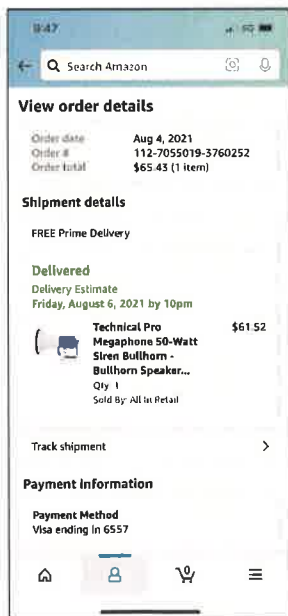 9:47
5G
Search Amazon
View order details
Order date Aug 4, 2021
Order # 112-7055019-3760252
Order total $65.43 (1 item)
Shipment details
FREE Prime Delivery
Delivered
Delivery Estimate
Friday, August 6, 2021 by 10pm
Technical Pro $61.52
Megaphone 50-Watt
Siren Bullhorn -
Bullhorn Speaker...
Qty: 1
Sold By: All In Retail
Track shipment
Payment Information
Payment Method
Visa ending in 6557
0